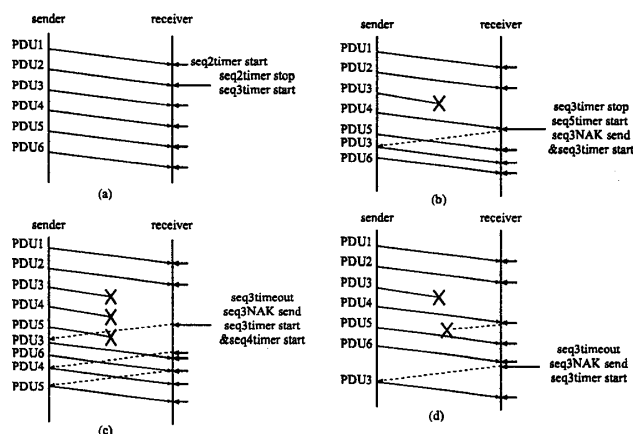 sender receiver
PDU1
PDU2
PDU3
PDU4
PDU5
PDU6
seq2timer start
seq2timer stop
seq3timer start
(a)
sender receiver
PDU1
PDU2
PDU3
PDU4
PDU5
PDU3
PDU6
seq3timer stop
seq5timer start
seq3NAK send
&seq3timer start
(b)
sender receiver
PDU1
PDU2
PDU3
PDU4
PDU5
PDU3
PDU6
PDU4
PDU5
seq3timeout
seq3NAK send
seq3timer start
&seq4timer start
(c)
sender receiver
PDU1
PDU2
PDU3
PDU4
PDU5
PDU6
PDU3
seq3timeout
seq3NAK send
seq3timer start
(d)